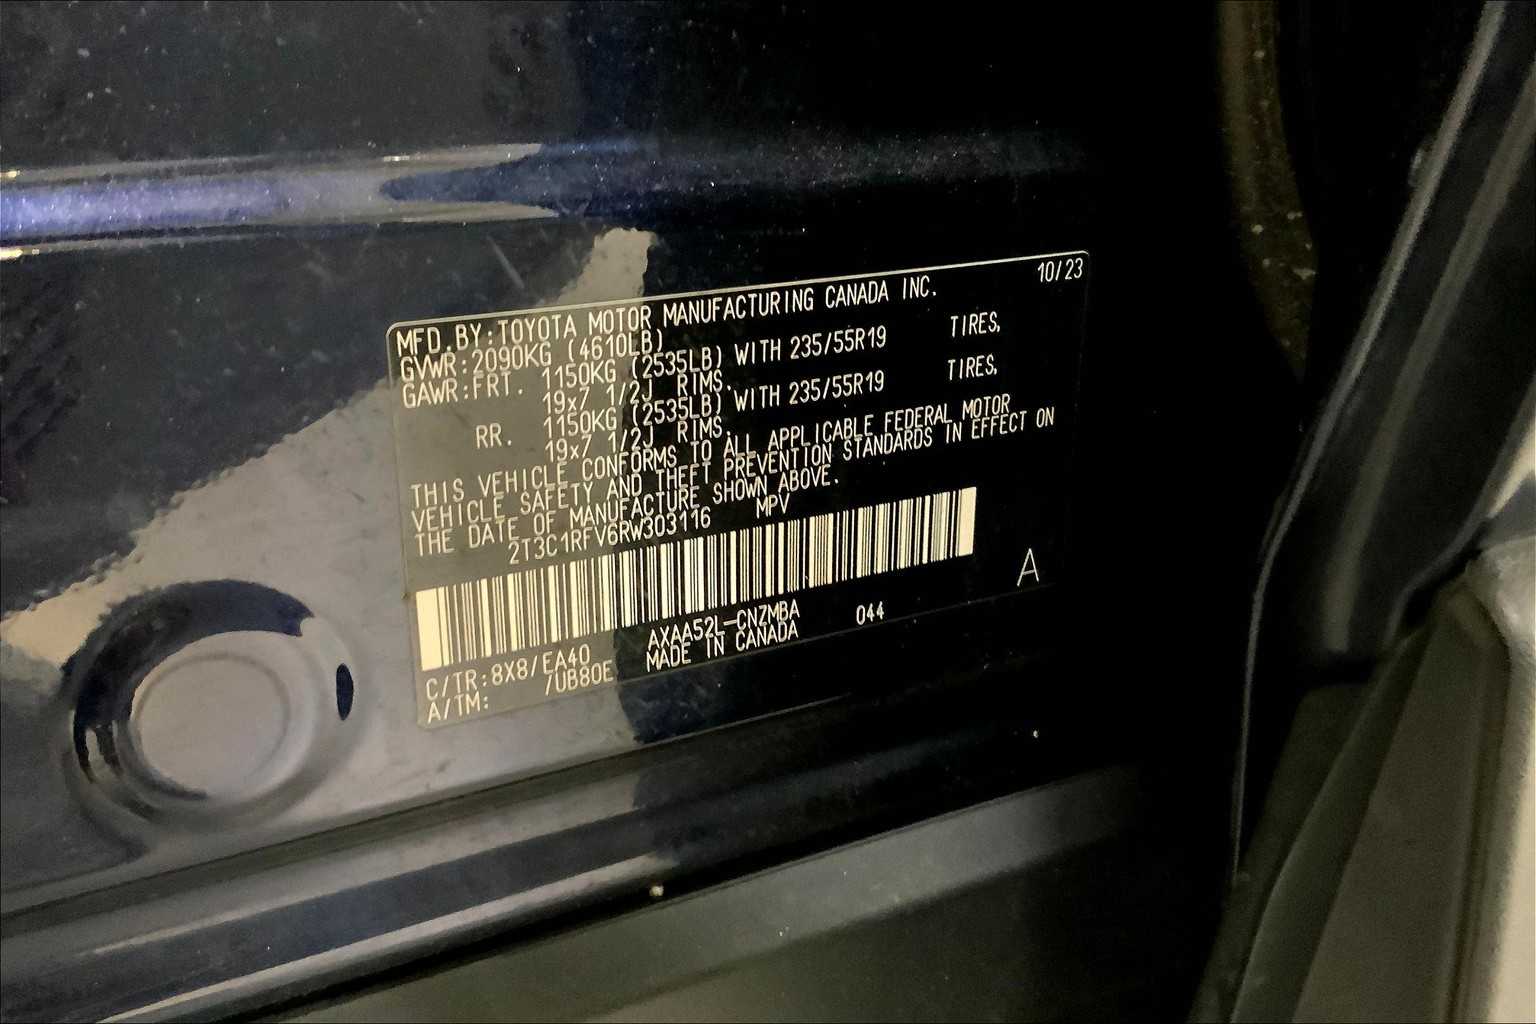 10/23
MFD.BY:TOYOTA MOTOR MANUFACTURING CANADA INC.
GVWR:2090KG (4610LB)
GAWR:FRT. 1150KG (2535LB) WITH 235/55R19 TIRES,
19x7 1/2J RIMS.
RR. 1150KG (2535LB) WITH 235/55R19 TIRES,
19x7 1/2J RIMS.
THIS VEHICLE CONFORMS TO ALL APPLICABLE FEDERAL MOTOR
VEHICLE SAFETY AND THEFT PREVENTION STANDARDS IN EFFECT ON
THE DATE OF MANUFACTURE SHOWN ABOVE.
2T3C1RFV6RW303116 MPV
A
AXAA52L-CNZMBA 044
C/TR:8X8/EA40 MADE IN CANADA
A/TM: /UB80E